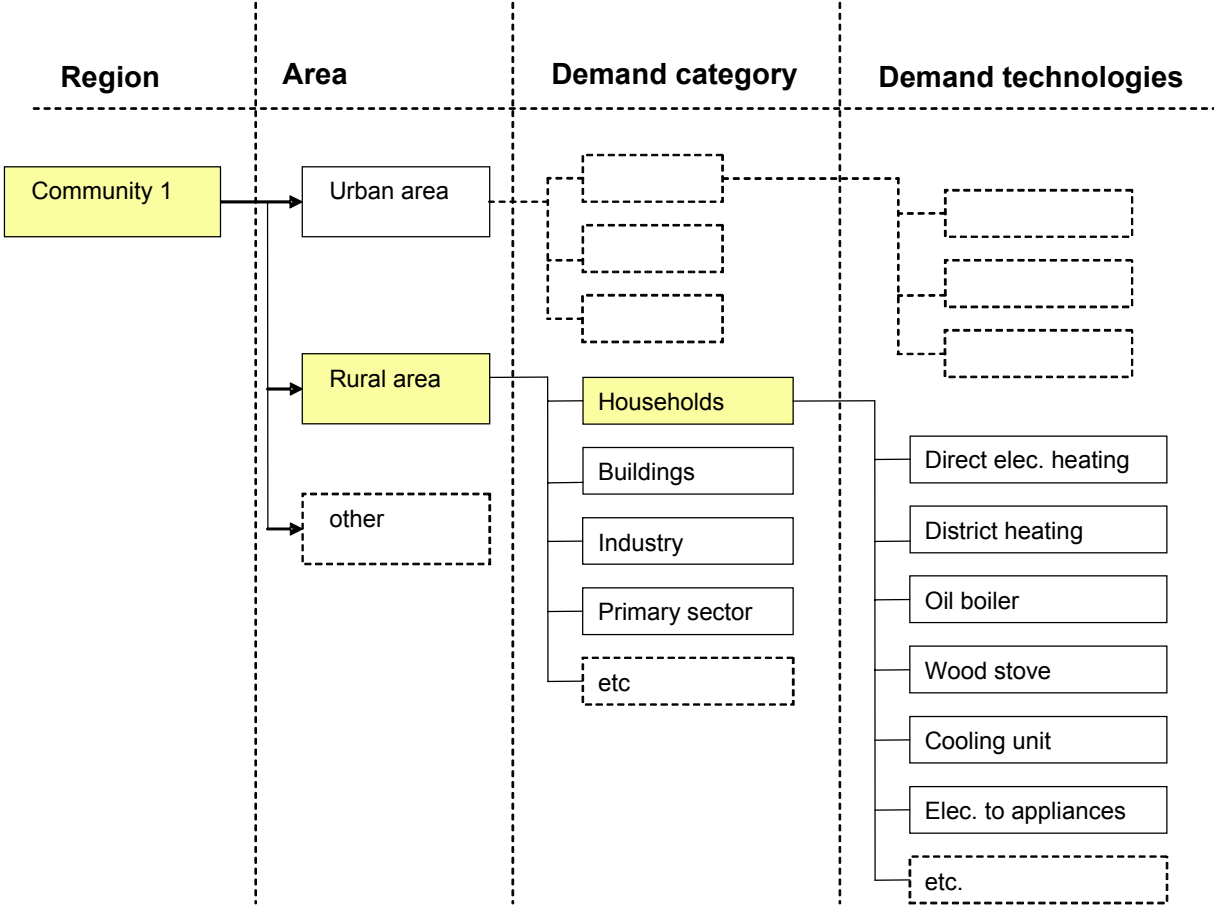 Region
Area
Demand category
Demand technologies
Community 1
Urban area
Rural area
other
Households
Buildings
Industry
Primary sector
etc
Direct elec. heating
District heating
Oil boiler
Wood stove
Cooling unit
Elec. to appliances
etc.